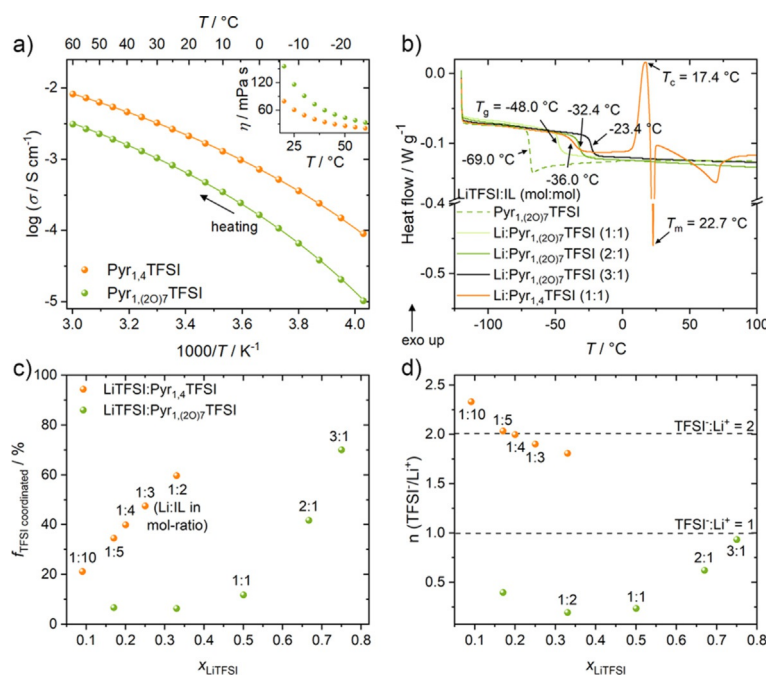 a)
T / °C
60 50 40 30 20 10 0 -10 -20
log (σ / S cm⁻¹)
-2
-3
-4
-5
η / mPa s
120
60
25 50
T / °C
heating
Pyr₁,₄TFSI
Pyr₁,(₂O)₇TFSI
3.0 3.2 3.4 3.6 3.8 4.0
1000/T / K⁻¹
b)
Heat flow / W g⁻¹
0.0
-0.1
-0.4
-0.5
Tc = 17.4 °C
Tg = -48.0 °C
-32.4 °C
-23.4 °C
-69.0 °C
-36.0 °C
LiTFSI:IL (mol:mol)
Pyr₁,(₂O)₇TFSI
Li:Pyr₁,(₂O)₇TFSI (1:1)
Li:Pyr₁,(₂O)₇TFSI (2:1)
Li:Pyr₁,(₂O)₇TFSI (3:1)
Li:Pyr₁,₄TFSI (1:1)
Tm = 22.7 °C
exo up
-100 -50 0 50 100
T / °C
c)
fTFSI coordinated / %
100
80
60
40
20
0
LiTFSI:Pyr₁,₄TFSI
LiTFSI:Pyr₁,(₂O)₇TFSI
3:1
1:2
1:3
(Li:IL in
mol-ratio)
1:4
2:1
1:5
1:10
1:1
0.1 0.2 0.3 0.4 0.5 0.6 0.7 0.8
xLiTFSI
d)
n (TFSI⁻/Li⁺)
2.5
2.0
1.5
1.0
0.5
1:10
1:5
1:4
1:3
TFSI⁻:Li⁺ = 2
TFSI⁻:Li⁺ = 1
3:1
2:1
1:2
1:1
0.1 0.2 0.3 0.4 0.5 0.6 0.7 0.8
xLiTFSI